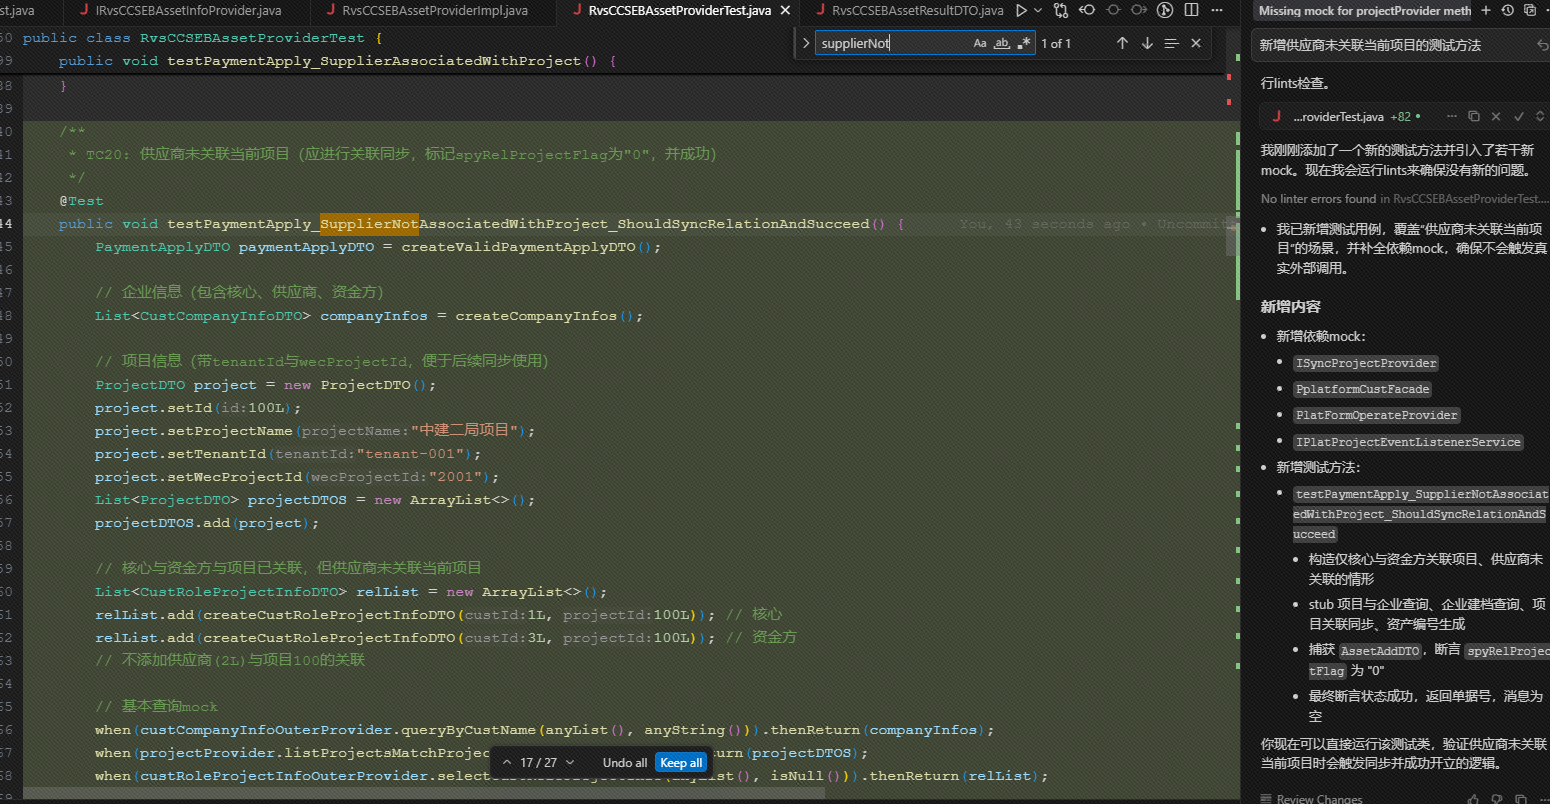 st.java
J IRvsCCSEBAssetInfoProvider.java
J RvsCCSEBAssetProviderImpl.java
J RvsCCSEBAssetProviderTest.java ×
J RvsCCSEBAssetResultDTO.java
50 public class RvsCCSEBAssetProviderTest {
99 public void testPaymentApply_SupplierAssociatedWithProject() {
supplierNot Aa ab .* 1 of 1
38 }
39
40 /**
41 * TC20: 供应商未关联当前项目（应进行关联同步，标记spyRelProjectFlag为"0"，并成功）
42 */
43 @Test
44 public void testPaymentApply_SupplierNotAssociatedWithProject_ShouldSyncRelationAndSucceed() { You, 43 seconds ago • Uncommit
45 PaymentApplyDTO paymentApplyDTO = createValidPaymentApplyDTO();
46
47 // 企业信息（包含核心、供应商、资金方）
48 List<CustCompanyInfoDTO> companyInfos = createCompanyInfos();
49
50 // 项目信息（带tenantId与wecProjectId，便于后续同步使用）
51 ProjectDTO project = new ProjectDTO();
52 project.setId(id:100L);
53 project.setProjectName(projectName:"中建二局项目");
54 project.setTenantId(tenantId:"tenant-001");
55 project.setWecProjectId(wecProjectId:"2001");
56 List<ProjectDTO> projectDTOS = new ArrayList<>();
57 projectDTOS.add(project);
58
59 // 核心与资金方与项目已关联，但供应商未关联当前项目
60 List<CustRoleProjectInfoDTO> relList = new ArrayList<>();
61 relList.add(createCustRoleProjectInfoDTO(custId:1L, projectId:100L)); // 核心
62 relList.add(createCustRoleProjectInfoDTO(custId:3L, projectId:100L)); // 资金方
63 // 不添加供应商(2L)与项目100的关联
64
65 // 基本查询mock
66 when(custCompanyInfoOuterProvider.queryByCustName(anyList(), anyString())).thenReturn(companyInfos);
67 when(projectProvider.listProjectsMatchProjec urn(projectDTOS);
68 when(custRoleProjectInfoOuterProvider.select List(), isNull())).thenReturn(relList);
17 / 27 Undo all Keep all
Missing mock for projectProvider meth
新增供应商未关联当前项目的测试方法
行lints检查。
J ...roviderTest.java +82 •
我刚刚添加了一个新的测试方法并引入了若干新
mock。现在我会运行lints来确保没有新的问题。
No linter errors found in RvsCCSEBAssetProviderTest....
• 我已新增测试用例，覆盖“供应商未关联当前项
目”的场景，并补全依赖mock，确保不会触发真
实外部调用。
新增内容
• 新增依赖mock：
• ISyncProjectProvider
• PplatformCustFacade
• PlatFormOperateProvider
• IPlatProjectEventListenerService
• 新增测试方法：
• testPaymentApply_SupplierNotAssociat
edWithProject_ShouldSyncRelationAndS
ucceed
• 构造仅核心与资金方关联项目、供应商未
关联的情形
• stub 项目与企业查询、企业建档查询、项
目关联同步、资产编号生成
• 捕获 AssetAddDTO，断言 spyRelProjec
tFlag 为 "0"
• 最终断言状态成功，返回单据号，消息为
空
你现在可以直接运行该测试类，验证供应商未关联
当前项目时会触发同步并成功开立的逻辑。
Review Changes